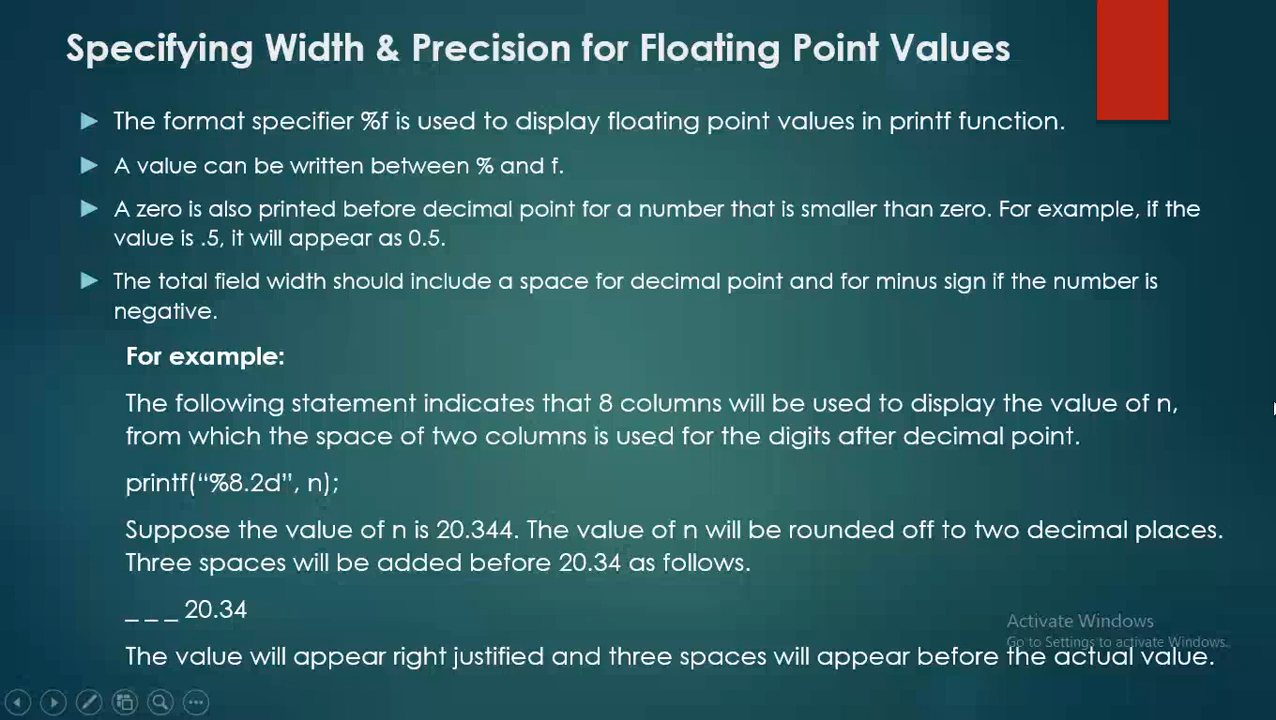 Specifying Width & Precision for Floating Point Values
The format specifier %f is used to display floating point values in printf function.
A value can be written between % and f.
A zero is also printed before decimal point for a number that is smaller than zero. For example, if the
value is .5, it will appear as 0.5.
The total field width should include a space for decimal point and for minus sign if the number is
negative.
For example:
The following statement indicates that 8 columns will be used to display the value of n,
from which the space of two columns is used for the digits after decimal point.
printf(“%8.2d”, n);
Suppose the value of n is 20.344. The value of n will be rounded off to two decimal places.
Three spaces will be added before 20.34 as follows.
_ _ _ 20.34
Activate Windows
Go to Settings to activate Windows.
The value will appear right justified and three spaces will appear before the actual value.